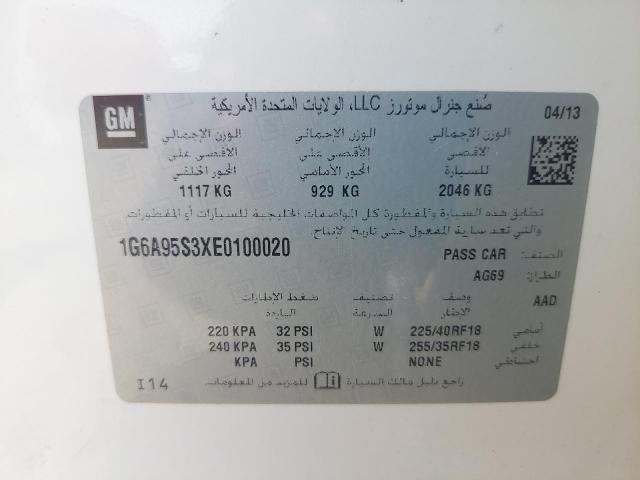 GM
صُنع جنرال موتورز LLC، الولايات المتحدة الأمريكية 04/13
الوزن الإجمالي الوزن الإجمالي الوزن الإجمالي
الأقصى الأقصى على الأقصى على
للسيارة المحور الأمامي المحور الخلفي
2046 KG 929 KG 1117 KG
تطابق هذه السيارة والمقطورة كل المواصفات الخليجية للسيارات أو المقطورات
والتي تعد سارية المفعول حتى تاريخ الإنتاج.
1G6A95S3XE0100020 PASS CAR الصنف:
AG69 الطراز:
وصف تصنيف ضغط الإطارات AAD
الإطار السرعة الباردة
أمامي 225/40RF18 W 32 PSI 220 KPA
خلفي 255/35RF18 W 35 PSI 240 KPA
احتياطي NONE PSI KPA
راجع دليل مالك السيارة للمزيد من المعلومات.
I14